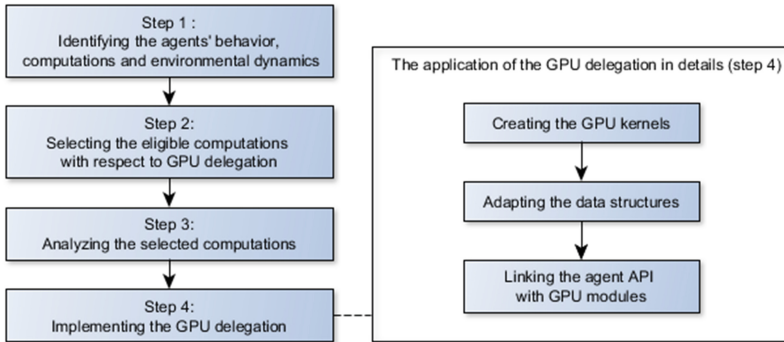 Step 1 :
Identifying the agents' behavior,
computations and environmental dynamics
Step 2:
Selecting the eligible computations
with respect to GPU delegation
Step 3:
Analyzing the selected computations
Step 4:
Implementing the GPU delegation
The application of the GPU delegation in details (step 4)
Creating the GPU kernels
Adapting the data structures
Linking the agent API
with GPU modules